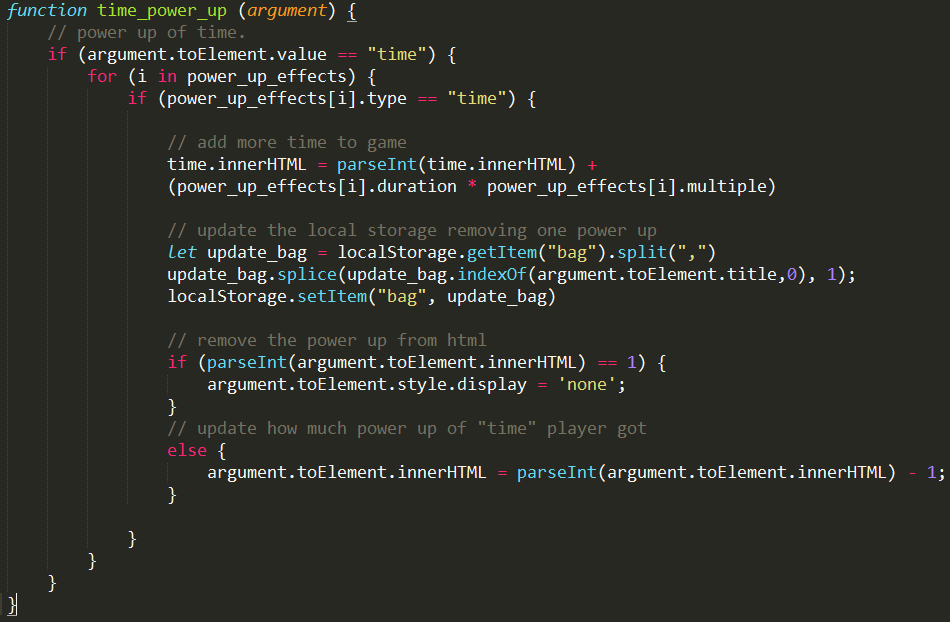 function time_power_up (argument) {
    // power up of time.
    if (argument.toElement.value == "time") {
        for (i in power_up_effects) {
            if (power_up_effects[i].type == "time") {

                // add more time to game
                time.innerHTML = parseInt(time.innerHTML) +
                (power_up_effects[i].duration * power_up_effects[i].multiple)

                // update the local storage removing one power up
                let update_bag = localStorage.getItem("bag").split(",")
                update_bag.splice(update_bag.indexOf(argument.toElement.title,0), 1);
                localStorage.setItem("bag", update_bag)

                // remove the power up from html
                if (parseInt(argument.toElement.innerHTML) == 1) {
                    argument.toElement.style.display = 'none';
                }
                // update how much power up of "time" player got
                else {
                    argument.toElement.innerHTML = parseInt(argument.toElement.innerHTML) - 1;
                }

            }
        }
    }
}